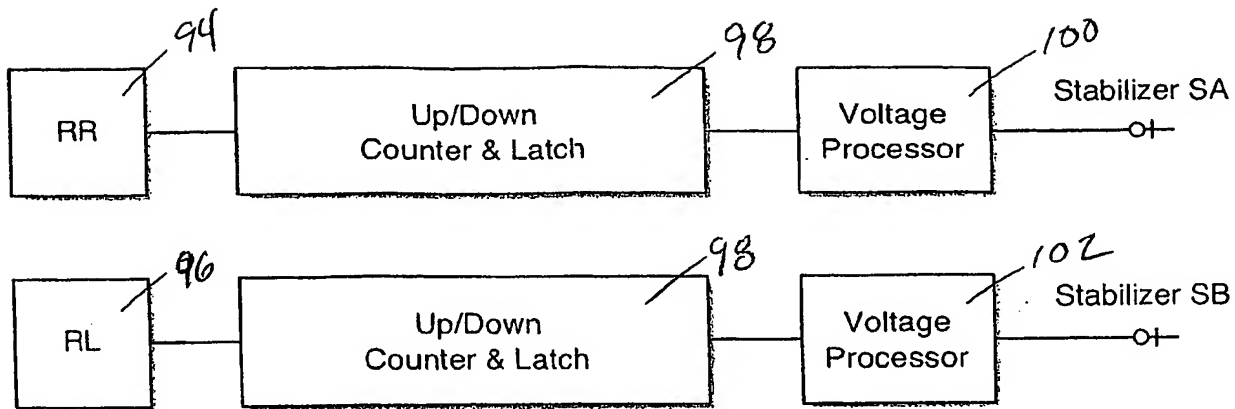 94
98
100
RR
Up/Down
Counter & Latch
Voltage
Processor
Stabilizer SA
96
98
102
RL
Up/Down
Counter & Latch
Voltage
Processor
Stabilizer SB